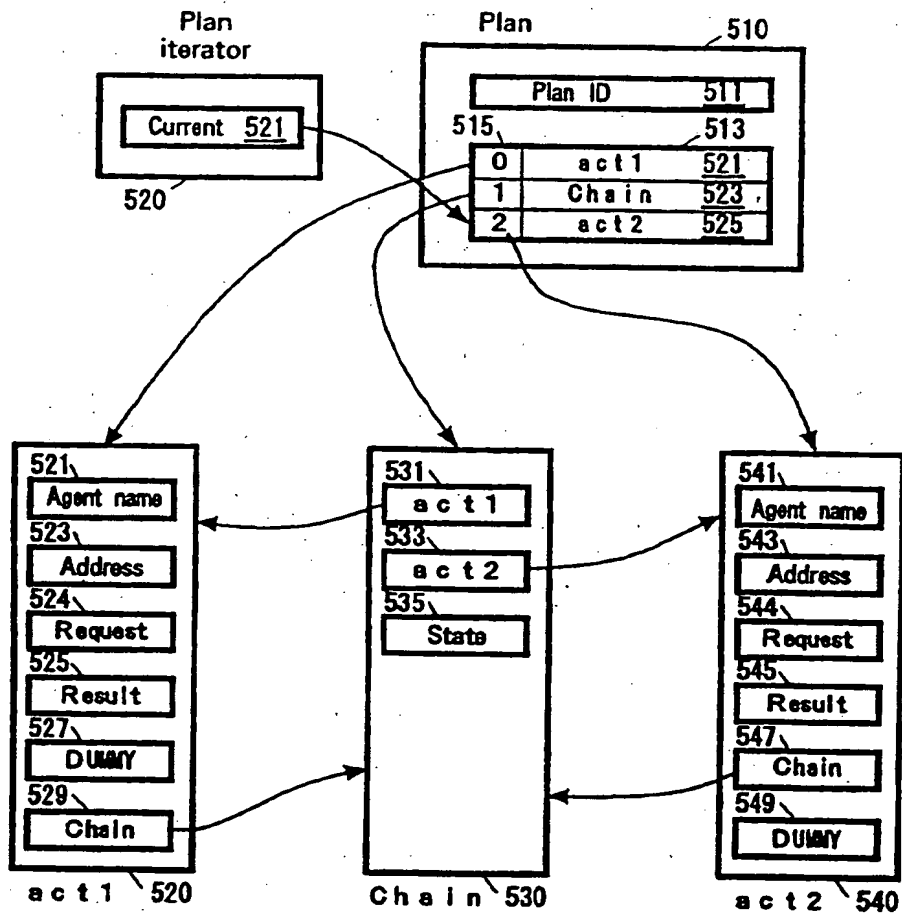 Plan iterator
Current 521
520
Plan
510
Plan ID 511
515
513
0 act1 521
1 Chain 523
2 act2 525
521
Agent name
523
Address
524
Request
525
Result
527
DUMMY
529
Chain
act1 520
531
act1
533
act2
535
State
Chain 530
541
Agent name
543
Address
544
Request
545
Result
547
Chain
549
DUMMY
act2 540